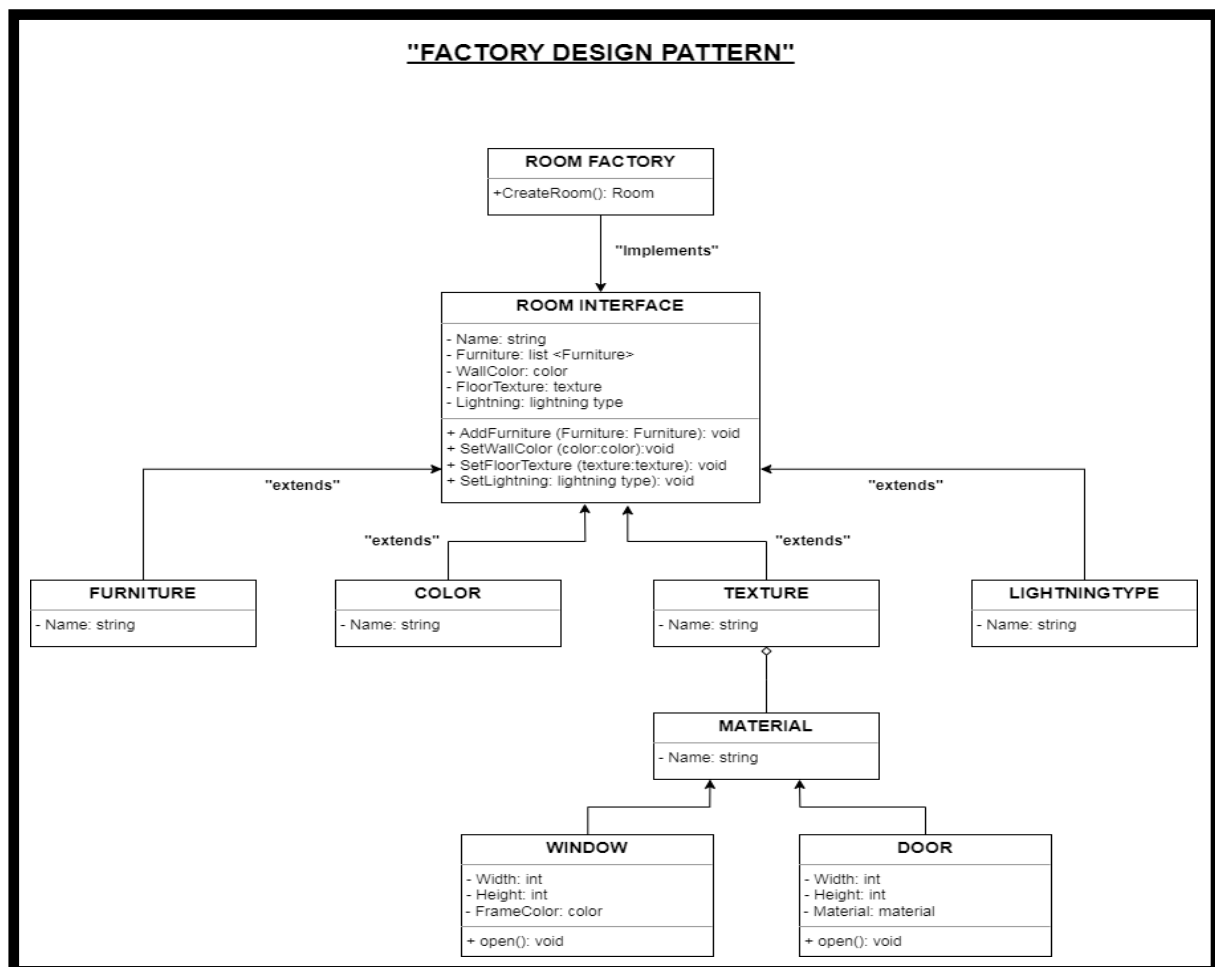 "FACTORY DESIGN PATTERN"
ROOM FACTORY
+CreateRoom(): Room
"Implements"
ROOM INTERFACE
- Name: string
- Furniture: list <Furniture>
- WallColor: color
- FloorTexture: texture
- Lightning: lightning type
+ AddFurniture (Furniture: Furniture): void
+ SetWallColor (color:color):void
+ SetFloorTexture (texture:texture): void
+ SetLightning: lightning type): void
"extends"
"extends"
"extends"
"extends"
FURNITURE
- Name: string
COLOR
- Name: string
TEXTURE
- Name: string
LIGHTNINGTYPE
- Name: string
MATERIAL
- Name: string
WINDOW
- Width: int
- Height: int
- FrameColor: color
+ open(): void
DOOR
- Width: int
- Height: int
- Material: material
+ open(): void